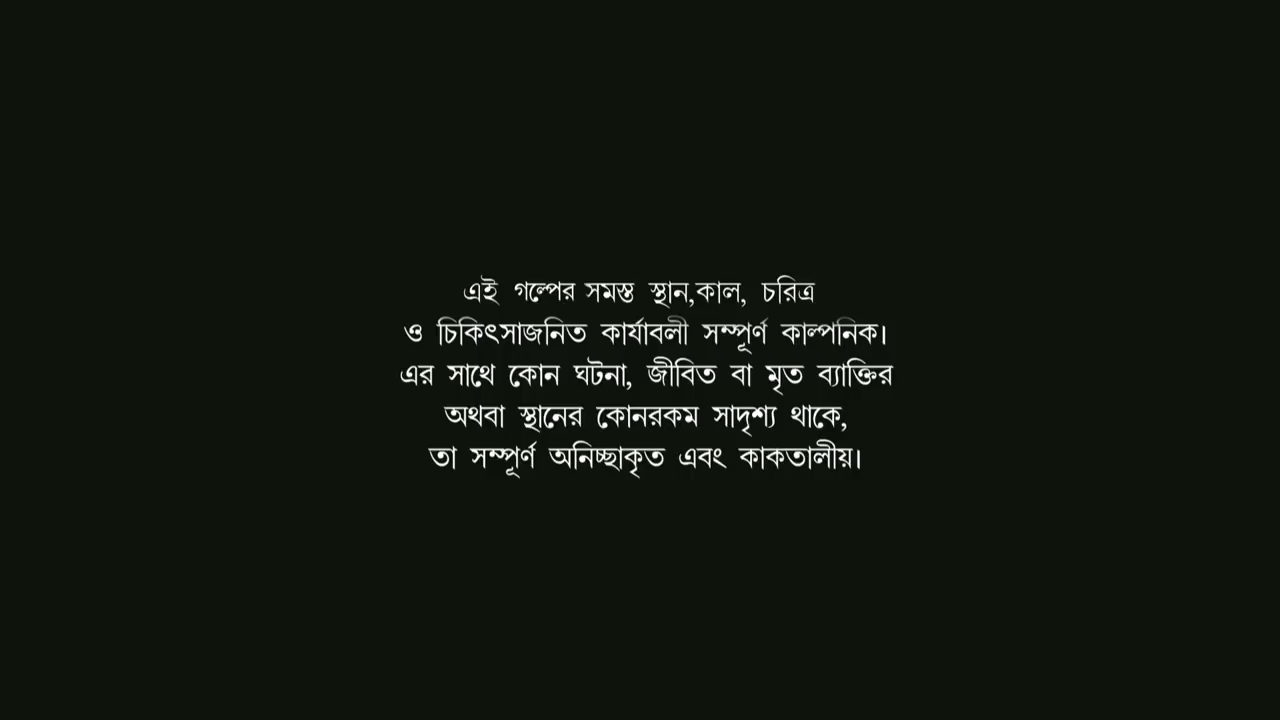 এই গল্পের সমস্ত স্থান,কাল, চরিত্র
ও চিকিৎসাজনিত কার্যাবলী সম্পূর্ণ কাল্পনিক।
এর সাথে কোন ঘটনা, জীবিত বা মৃত ব্যাক্তির
অথবা স্থানের কোনরকম সাদৃশ্য থাকে,
তা সম্পূর্ণ অনিচ্ছাকৃত এবং কাকতালীয়।